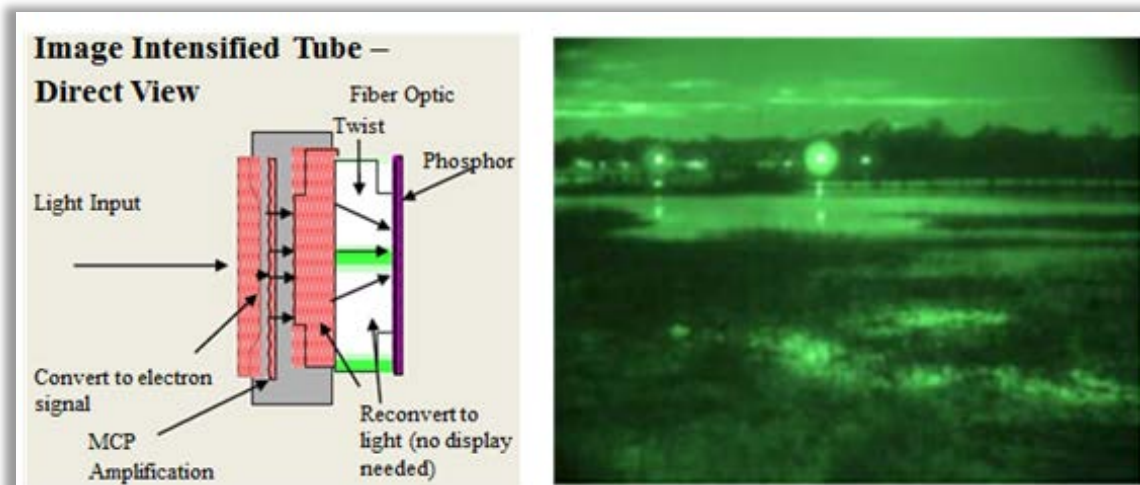 Image Intensified Tube –
Direct View
Fiber Optic
Twist
Phosphor
Light Input
Convert to electron
signal
MCP
Amplification
Reconvert to
light (no display
needed)